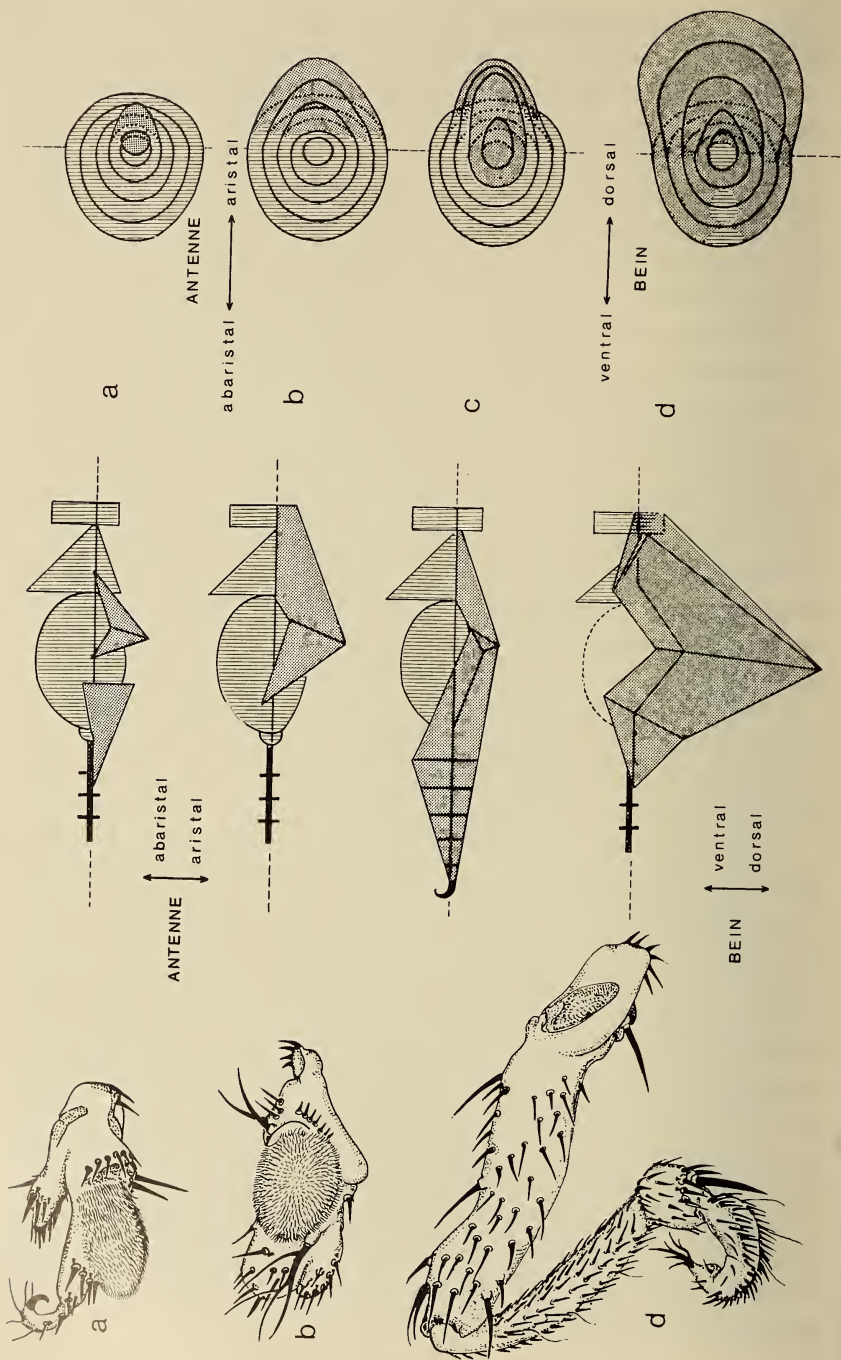 a
b
d
ANTENNE
abaristal
aristal
BEIN
ventral
dorsal
a
ANTENNE
abaristal aristal
b
c
ventral dorsal
BEIN
d